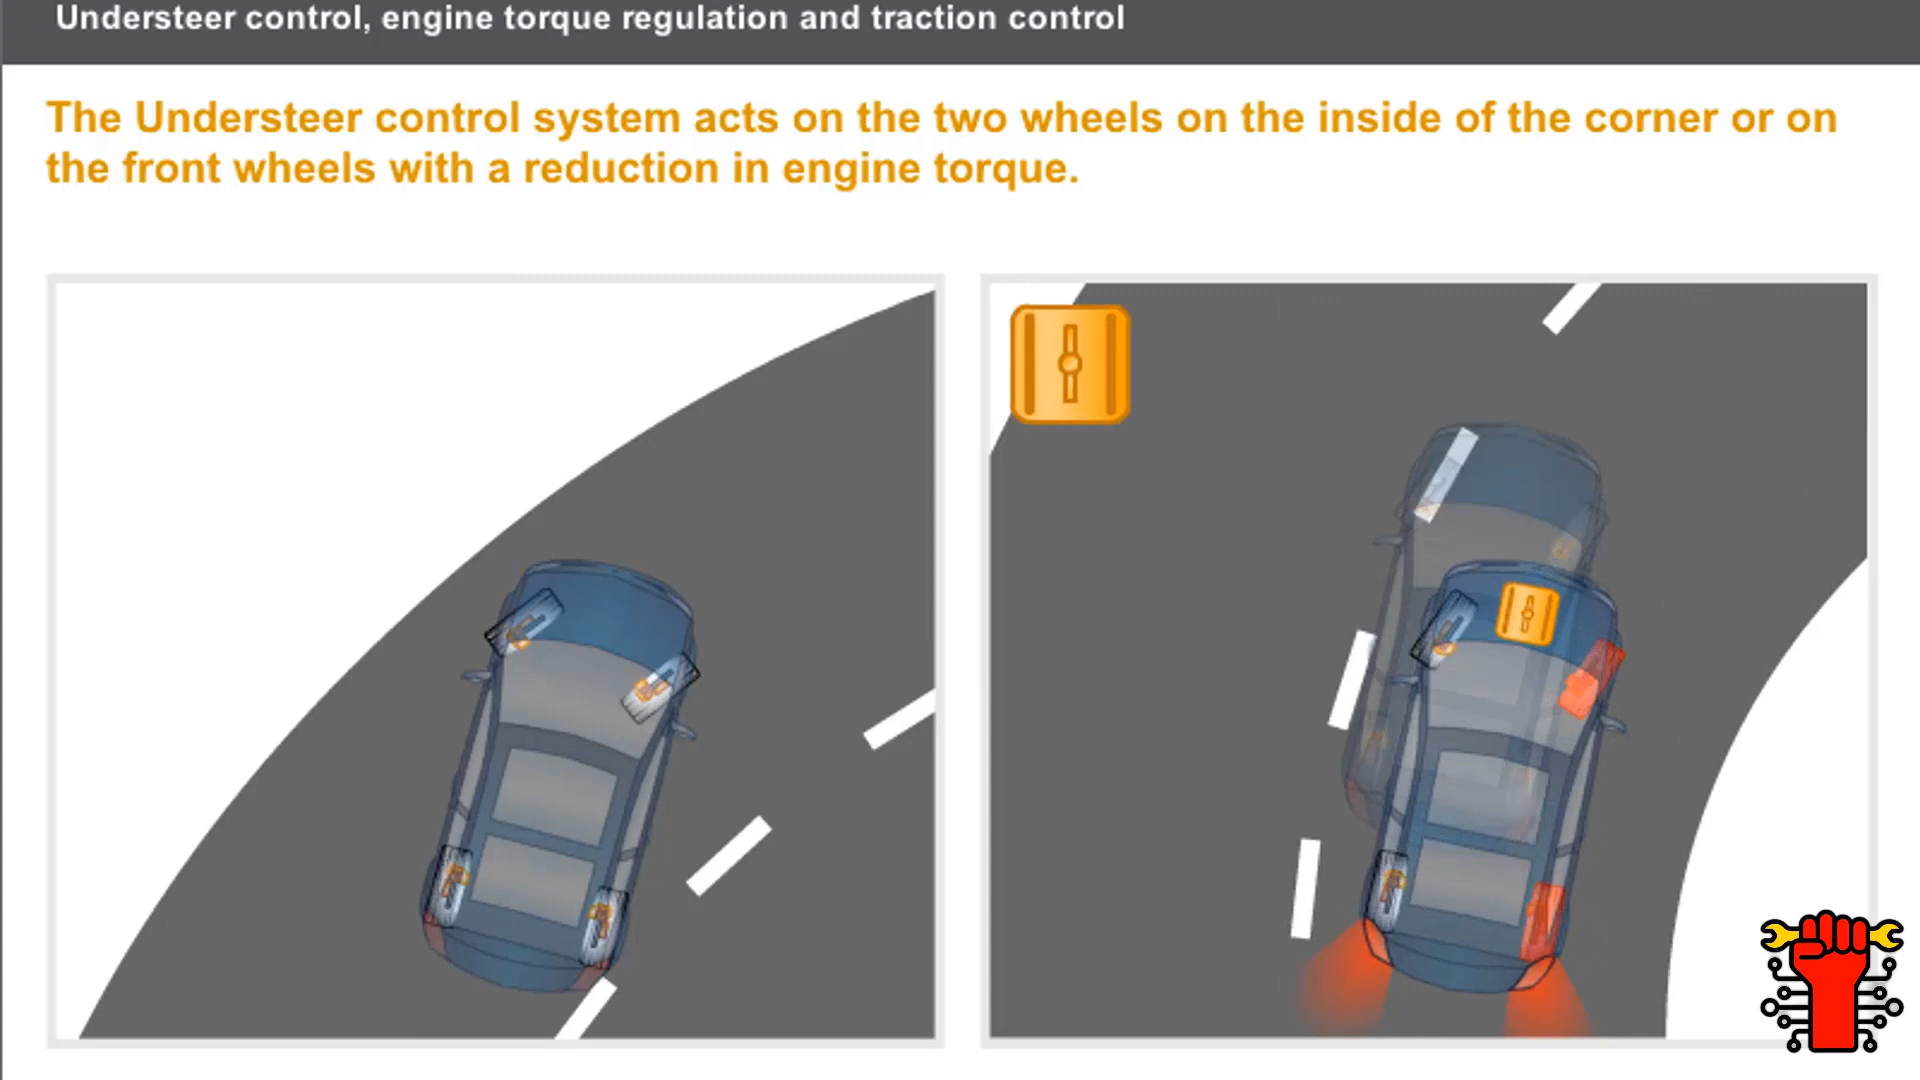 Understeer control, engine torque regulation and traction control
The Understeer control system acts on the two wheels on the inside of the corner or on
the front wheels with a reduction in engine torque.